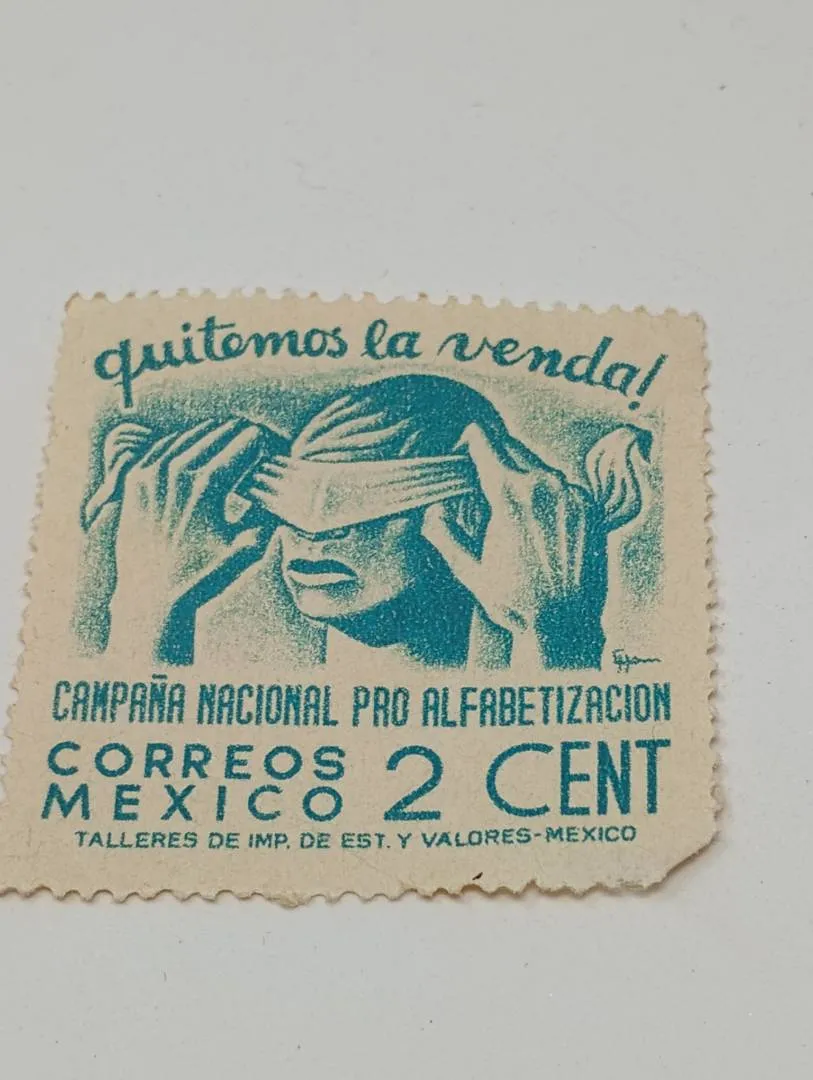 quitemos la venda!
CAMPAÑA NACIONAL PRO ALFABETIZACION
CORREOS
MEXICO
2 CENT
TALLERES DE IMP. DE EST. Y VALORES-MEXICO